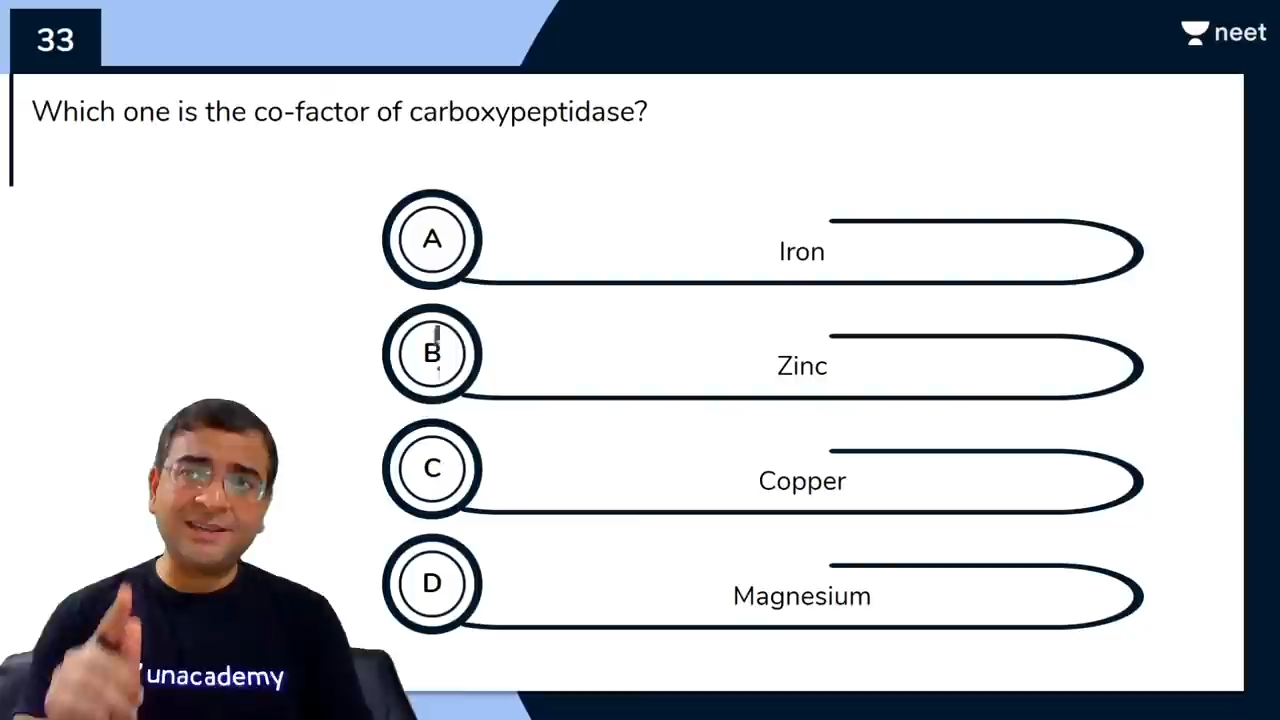 33
neet
Which one is the co-factor of carboxypeptidase?
A
Iron
B
Zinc
C
Copper
D
Magnesium
unacademy